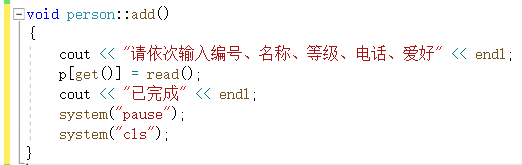 void person::add()
{
cout << "请依次输入编号、名称、等级、电话、爱好" << endl;
p[get()] = read();
cout << "已完成" << endl;
system("pause");
system("cls");
}